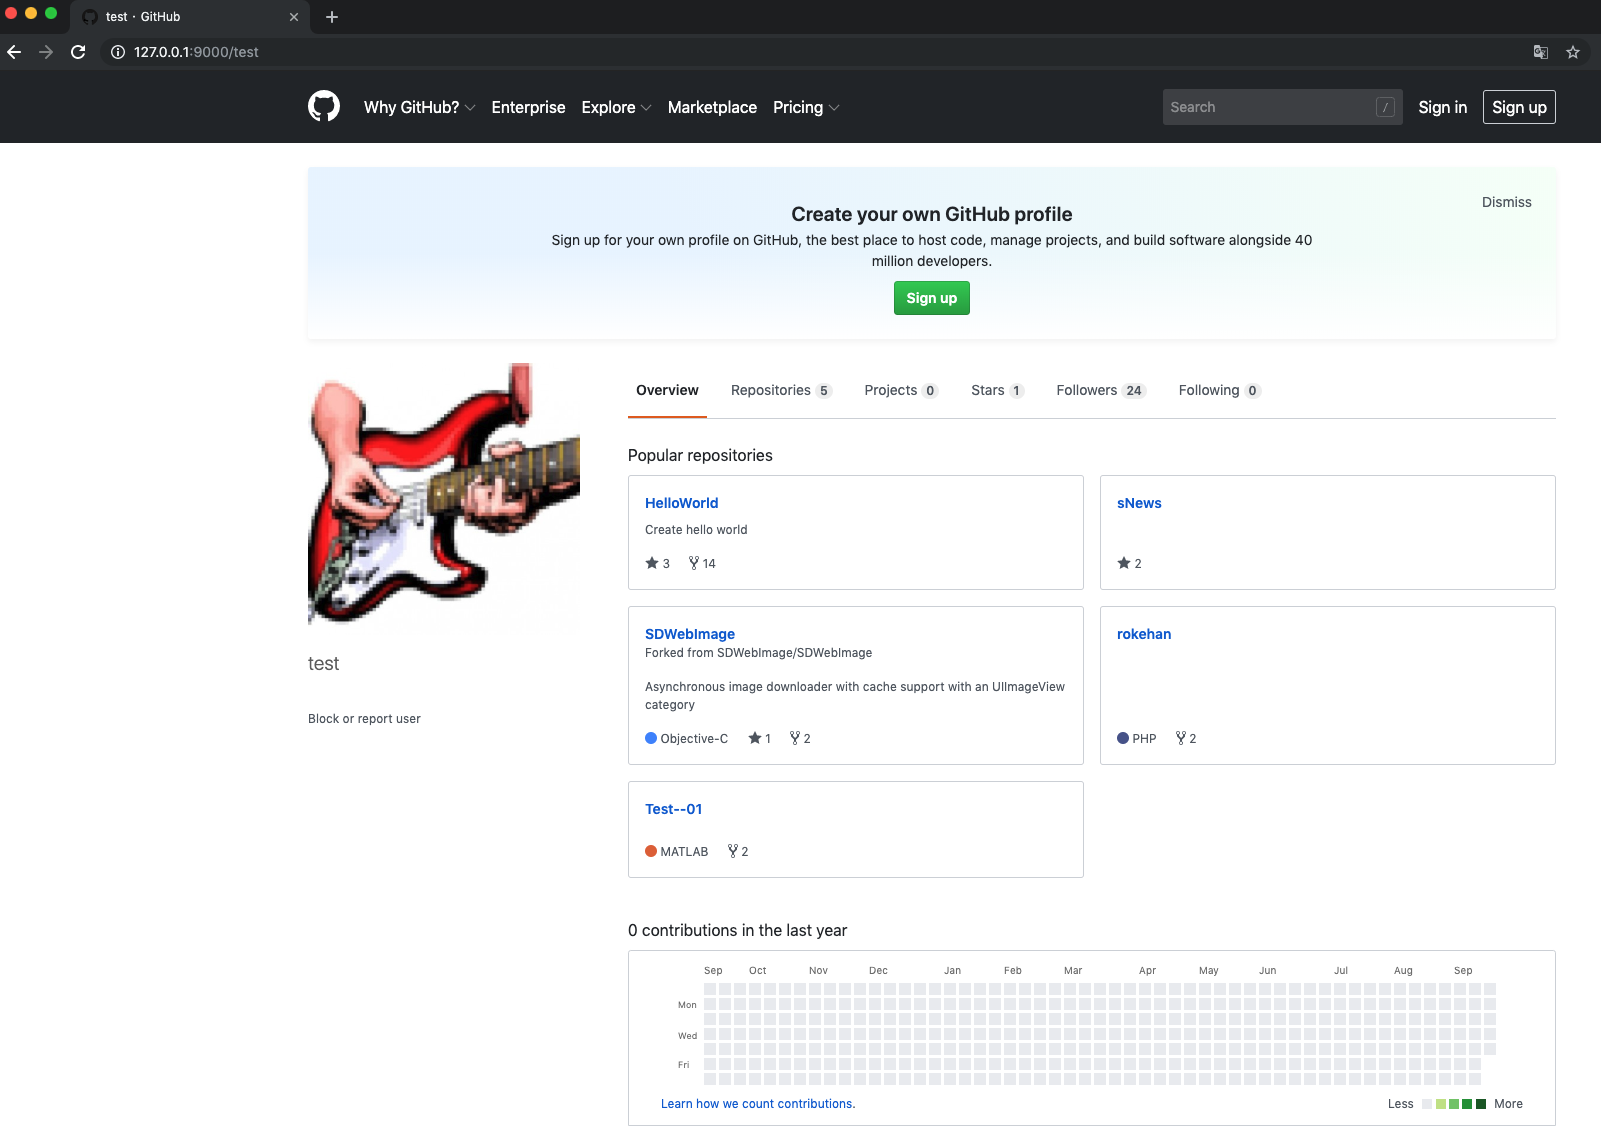 test · GitHub
127.0.0.1:9000/test
Why GitHub? Enterprise Explore Marketplace Pricing Search / Sign in Sign up
Dismiss
Create your own GitHub profile
Sign up for your own profile on GitHub, the best place to host code, manage projects, and build software alongside 40
million developers.
Sign up
Overview Repositories 5 Projects 0 Stars 1 Followers 24 Following 0
test
Block or report user
Popular repositories
HelloWorld
Create hello world
3 14
sNews
2
SDWebImage
Forked from SDWebImage/SDWebImage
Asynchronous image downloader with cache support with an UIImageView
category
Objective-C 1 2
rokehan
PHP 2
Test--01
MATLAB 2
0 contributions in the last year
Sep Oct Nov Dec Jan Feb Mar Apr May Jun Jul Aug Sep
Mon
Wed
Fri
Learn how we count contributions.
Less More